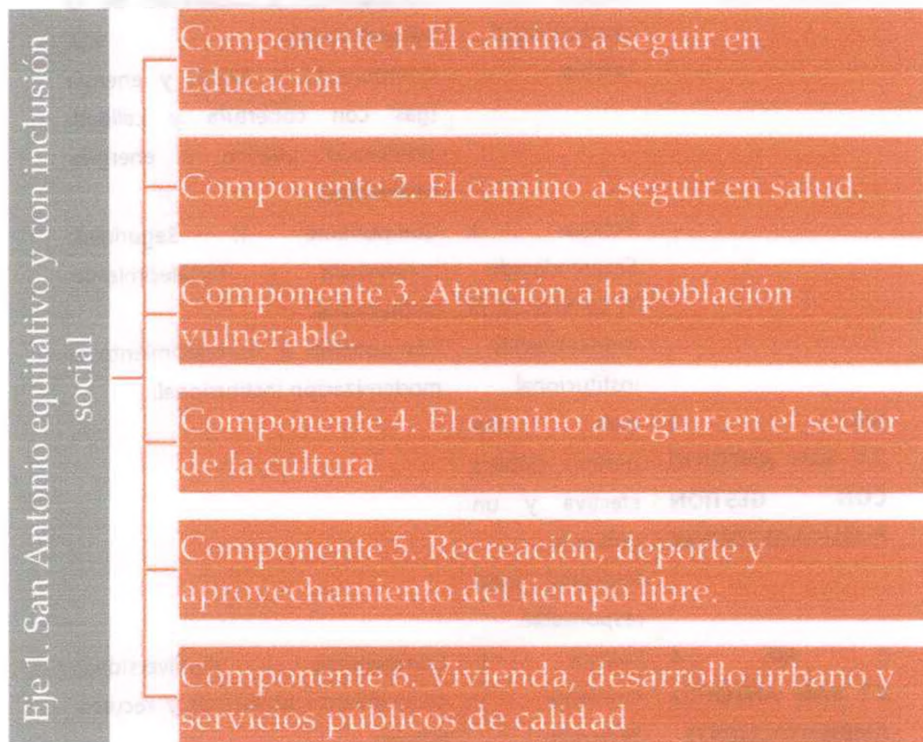 Eje 1. San Antonio equitativo y con inclusión
social
Componente 1. El camino a seguir en
Educación
Componente 2. El camino a seguir en salud.
Componente 3. Atención a la población
vulnerable.
Componente 4. El camino a seguir en el sector
de la cultura
Componente 5. Recreación, deporte y
aprovechamiento del tiempo libre.
Componente 6. Vivienda, desarrollo urbano y
servicios públicos de calidad